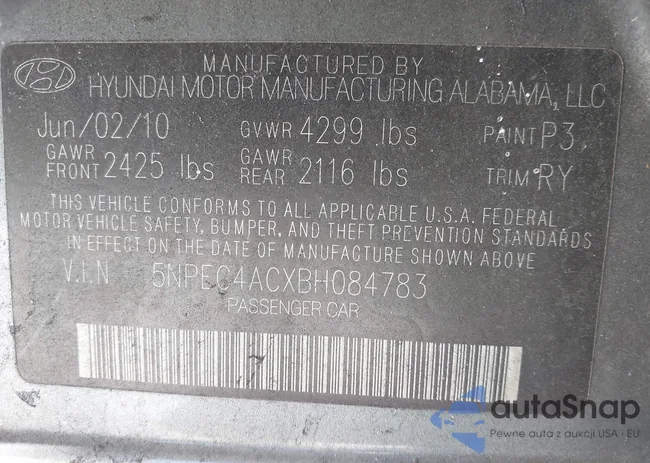 MANUFACTURED BY
HYUNDAI MOTOR MANUFACTURING ALABAMA, LLC
Jun/02/10 GVWR 4299 lbs PAINT P3
GAWR FRONT 2425 lbs GAWR REAR 2116 lbs TRIM RY
THIS VEHICLE CONFORMS TO ALL APPLICABLE U.S.A. FEDERAL
MOTOR VEHICLE SAFETY, BUMPER, AND THEFT PREVENTION STANDARDS
IN EFFECT ON THE DATE OF MANUFACTURE SHOWN ABOVE
V.I.N 5NPEC4ACXBH084783
PASSENGER CAR
autaSnap
Pewne auta z aukcji USA - EU